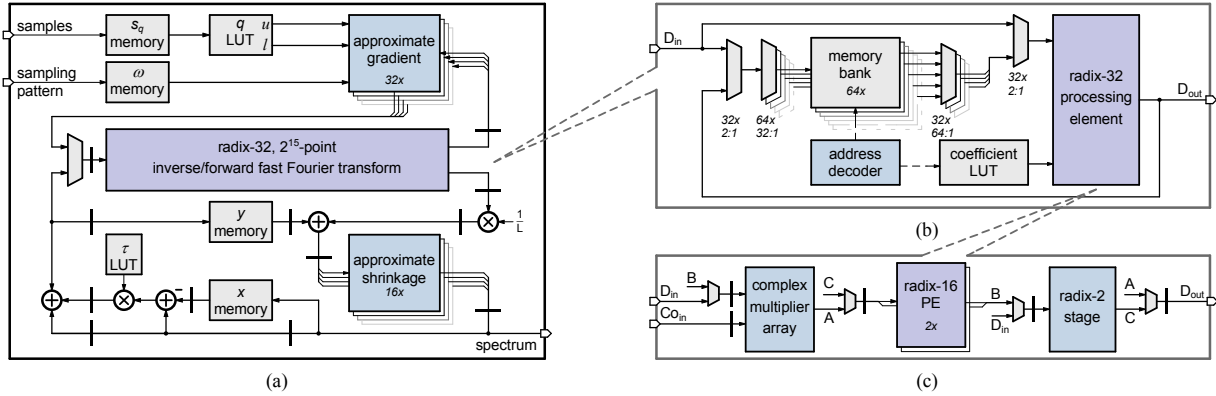 samples
s_q
memory
q
LUT
u
l
approximate
gradient
32x
sampling
pattern
ω
memory
radix-32, 2^15-point
inverse/forward fast Fourier transform
y
memory
1/L
τ
LUT
approximate
shrinkage
16x
x
memory
−
spectrum
(a)
D_in
32x
2:1
64x
32:1
memory
bank
64x
32x
64:1
32x
2:1
radix-32
processing
element
D_out
address
decoder
coefficient
LUT
(b)
D_in
Co_in
B
complex
multiplier
array
C
A
radix-16
PE
2x
B
D_in
radix-2
stage
A
C
D_out
(c)